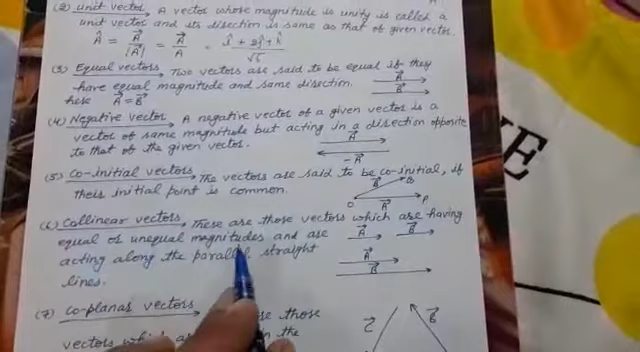 (2) unit vector → A vector whose magnitude is unity is called a
unit vector and its direction is same as that of given vector.
Â = A⃗/|A⃗| = A⃗/A = î + 2ĵ + k̂/√6
(3) Equal vectors → Two vectors are said to be equal if they
have equal magnitude and same direction.
here A⃗ = B⃗
A⃗
B⃗
(4) Negative vector → A negative vector of a given vector is a
vector of same magnitude but acting in a direction opposite
to that of the given vector.
A⃗
-A⃗
(5) co-initial vectors → The vectors are said to be co-initial, if
their initial point is common.
B⃗ B
O A⃗ A
(6) Collinear vectors → These are those vectors which are having
equal or unequal magnitudes and are
acting along the parallel straight
lines.
A⃗ B⃗
A⃗
B⃗
(7) co-planar vectors → those
vectors which the
C⃗ B⃗